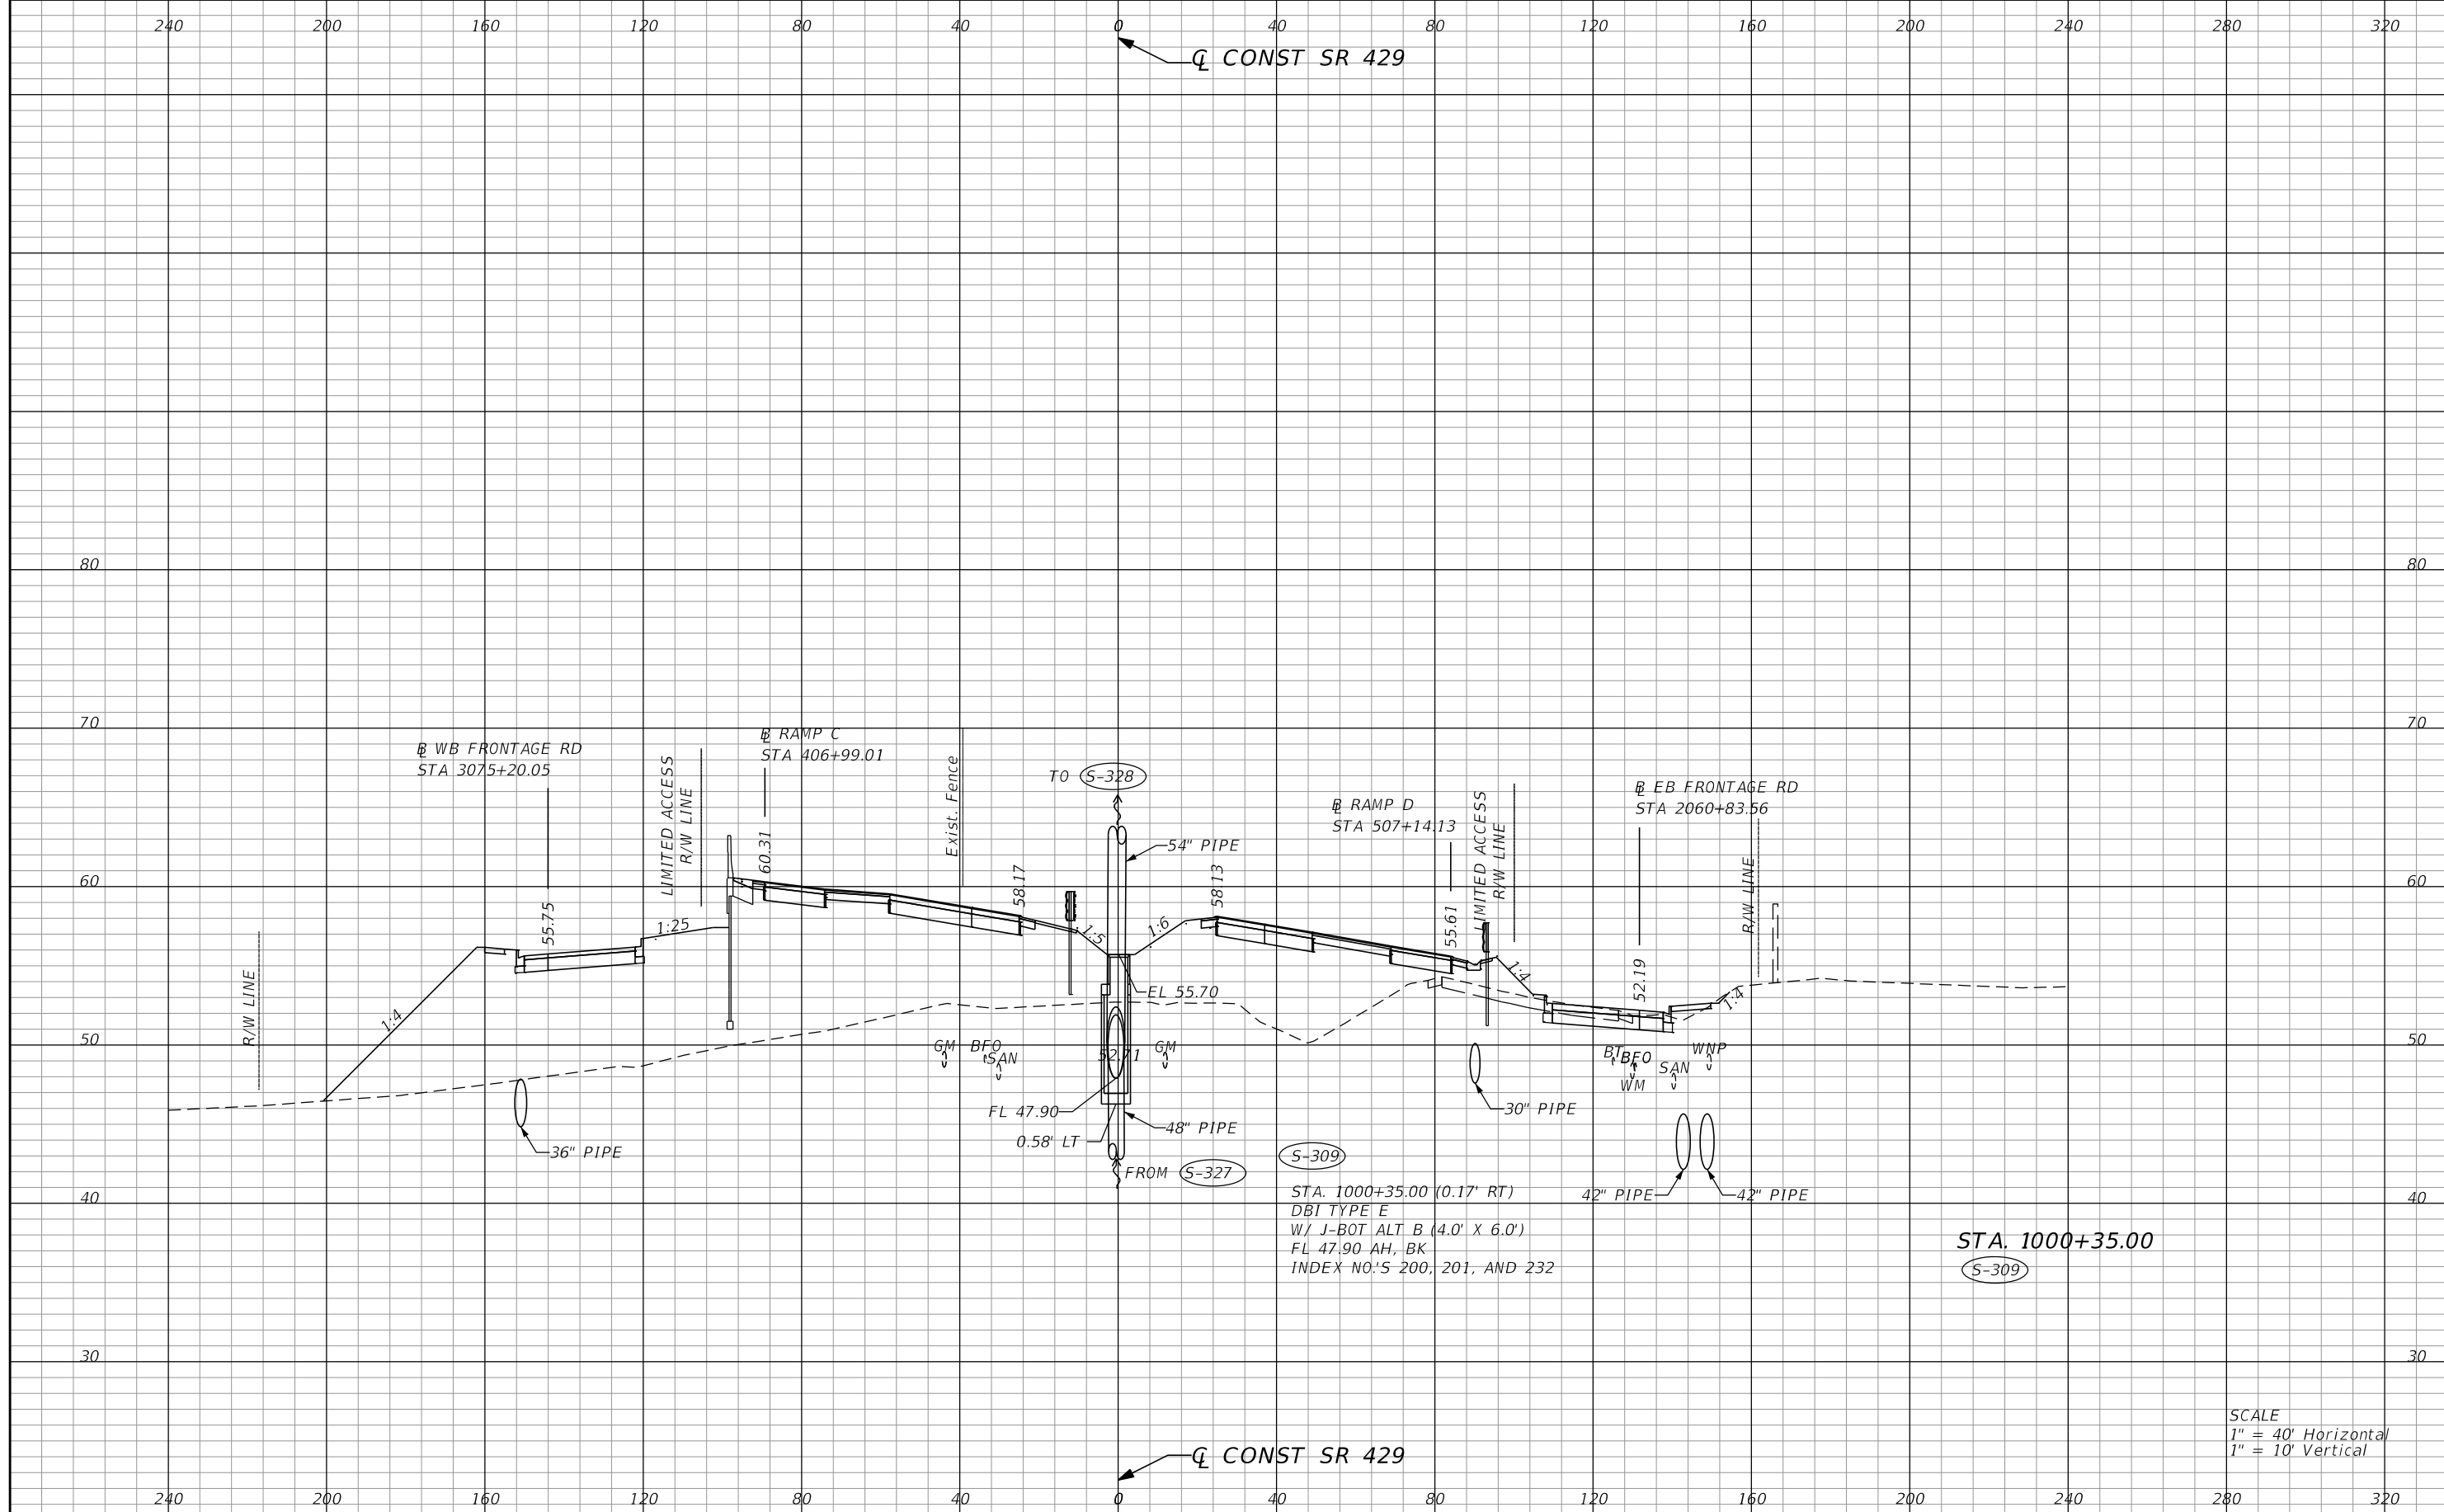 240 200 160 120 80 40 0 40 80 120 160 200 240 280 320
℄ CONST SR 429
80 80
70 70
BL WB FRONTAGE RD
STA 3075+20.05
55.75
LIMITED ACCESS
R/W LINE
BL RAMP C
STA 406+99.01
60.31
Exist. Fence
58.17
TO S-328
54" PIPE
58.13
BL RAMP D
STA 507+14.13
55.61
LIMITED ACCESS
R/W LINE
BL EB FRONTAGE RD
STA 2060+83.56
52.19
R/W LINE
60 60
R/W LINE
1:4
1:25
1:5
1:6
1:4
1:4
EL 55.70
50 50
GM
BFO
SAN
52.71
GM
BT
BFO
WM
SAN
WNP
FL 47.90
0.58' LT
48" PIPE
36" PIPE
30" PIPE
FROM S-327
42" PIPE
42" PIPE
40 40
S-309
STA. 1000+35.00 (0.17' RT)
DBI TYPE E
W/ J-BOT ALT B (4.0' X 6.0')
FL 47.90 AH, BK
INDEX NO.'S 200, 201, AND 232
STA. 1000+35.00
S-309
30 30
SCALE
1" = 40' Horizontal
1" = 10' Vertical
℄ CONST SR 429
240 200 160 120 80 40 0 40 80 120 160 200 240 280 320